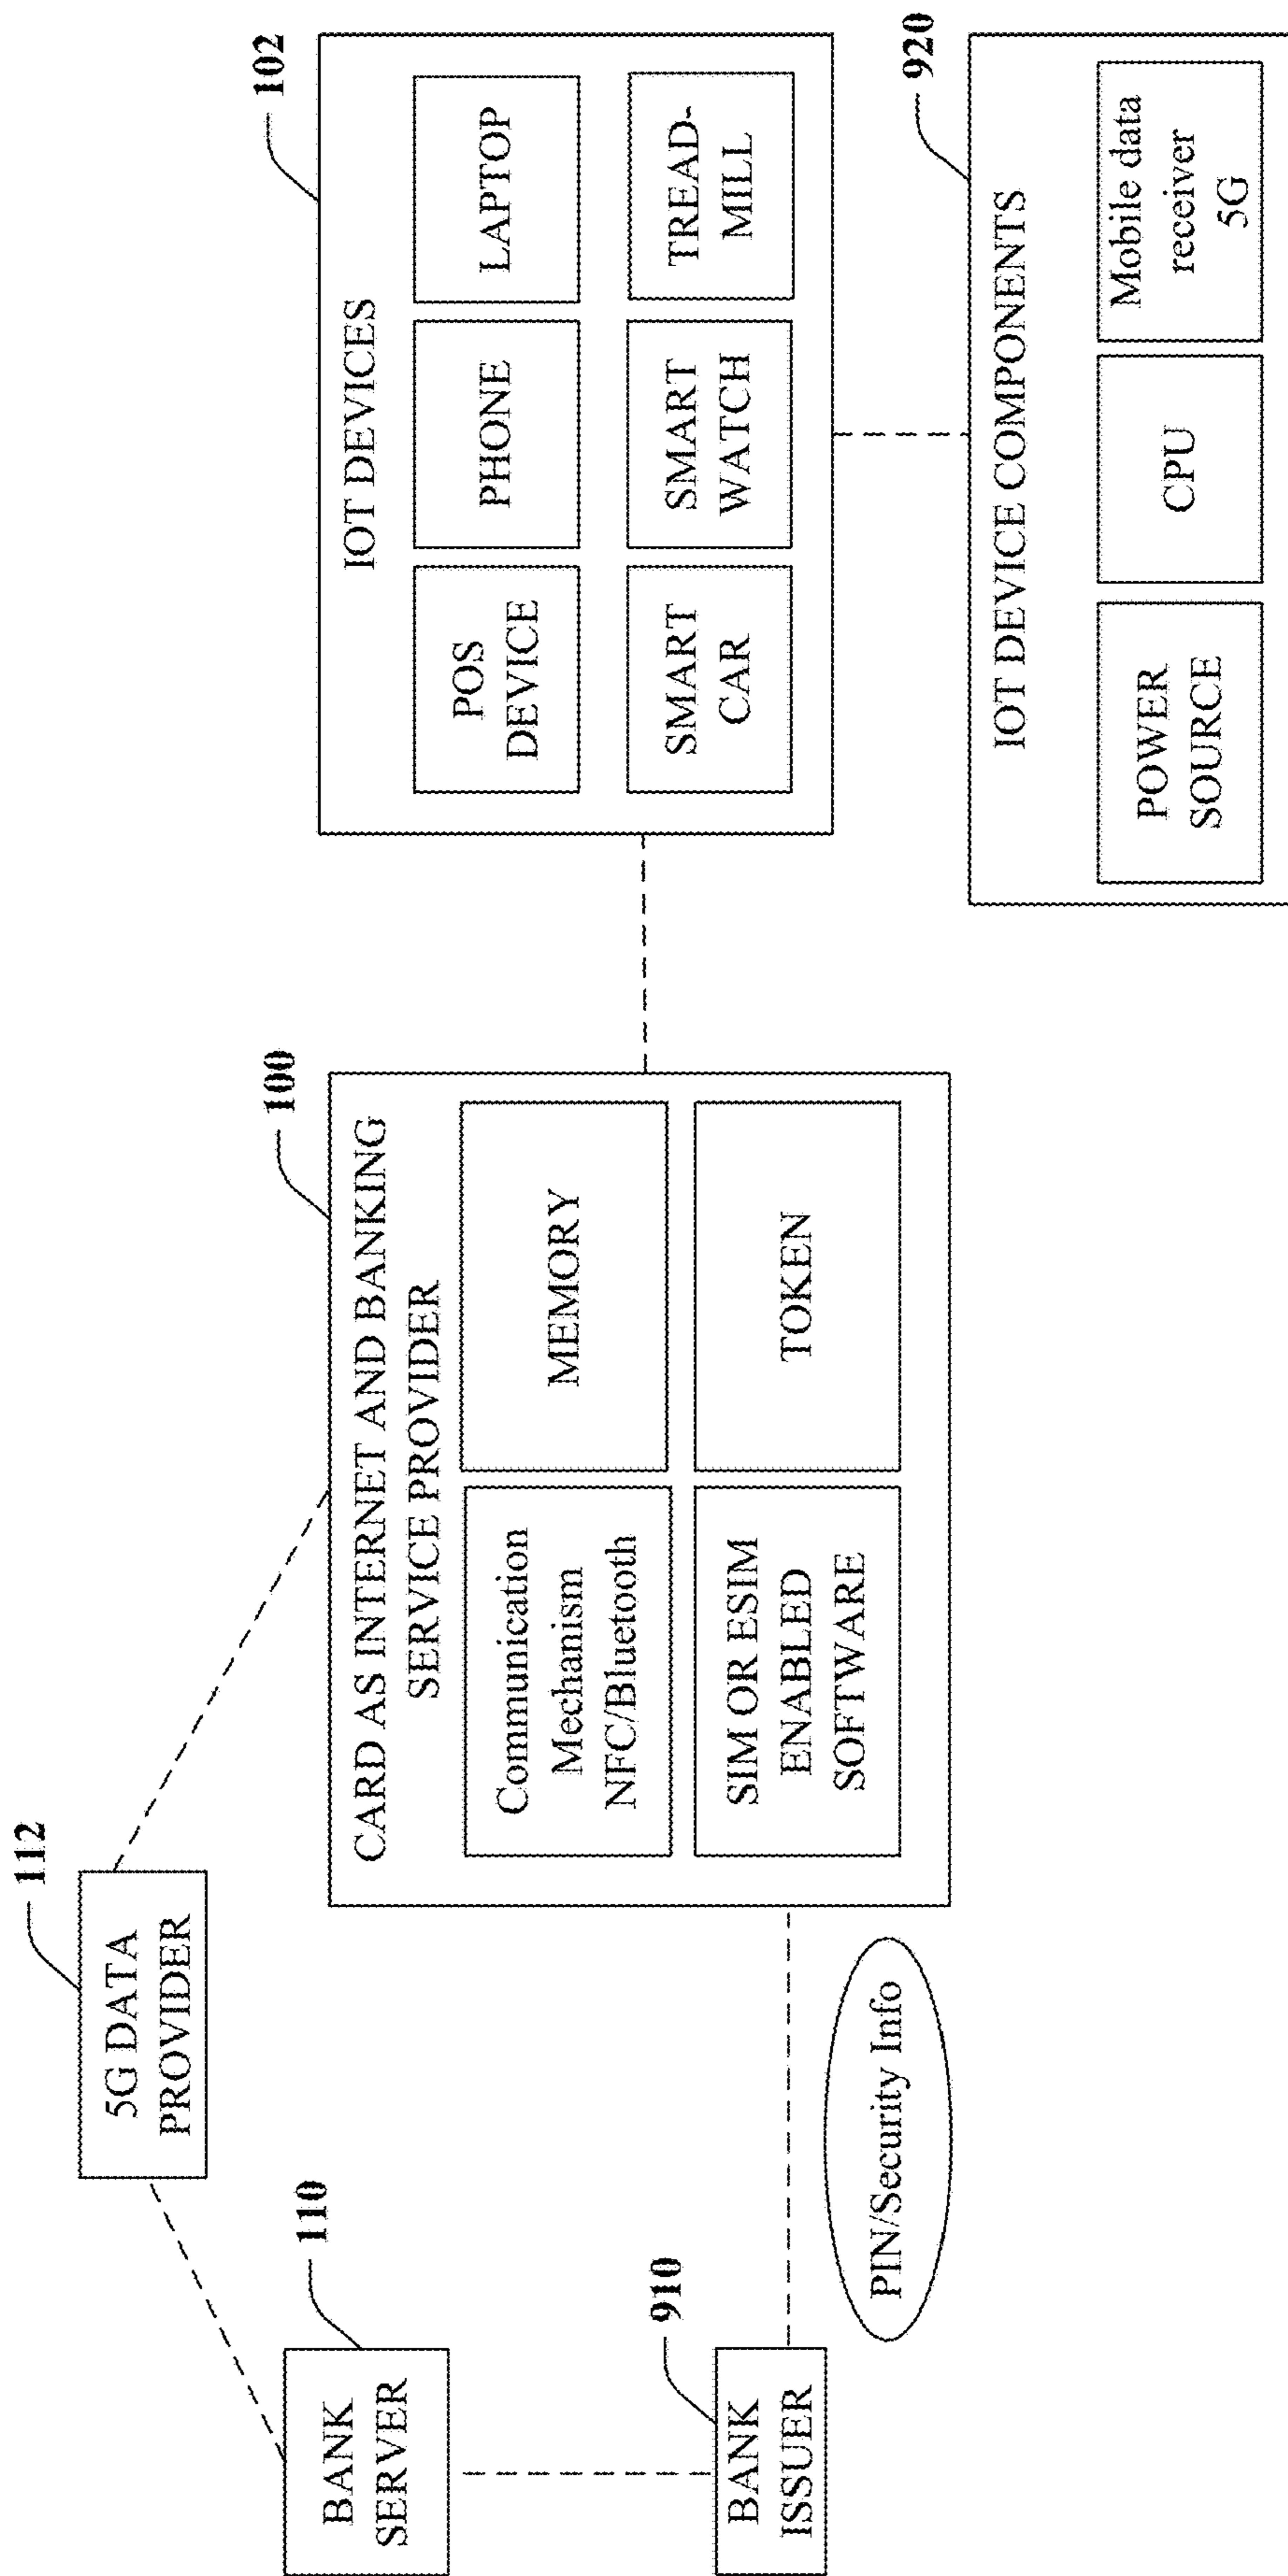 112
5G DATA
PROVIDER
110
BANK
SERVER
910
BANK
ISSUER
PIN/Security Info
100
CARD AS INTERNET AND BANKING
SERVICE PROVIDER
Communication
Mechanism
NFC/Bluetooth
MEMORY
SIM OR ESIM
ENABLED
SOFTWARE
TOKEN
102
IOT DEVICES
POS
DEVICE
PHONE
LAPTOP
SMART
CAR
SMART
WATCH
TREAD-
MILL
920
IOT DEVICE COMPONENTS
POWER
SOURCE
CPU
Mobile data
receiver
5G